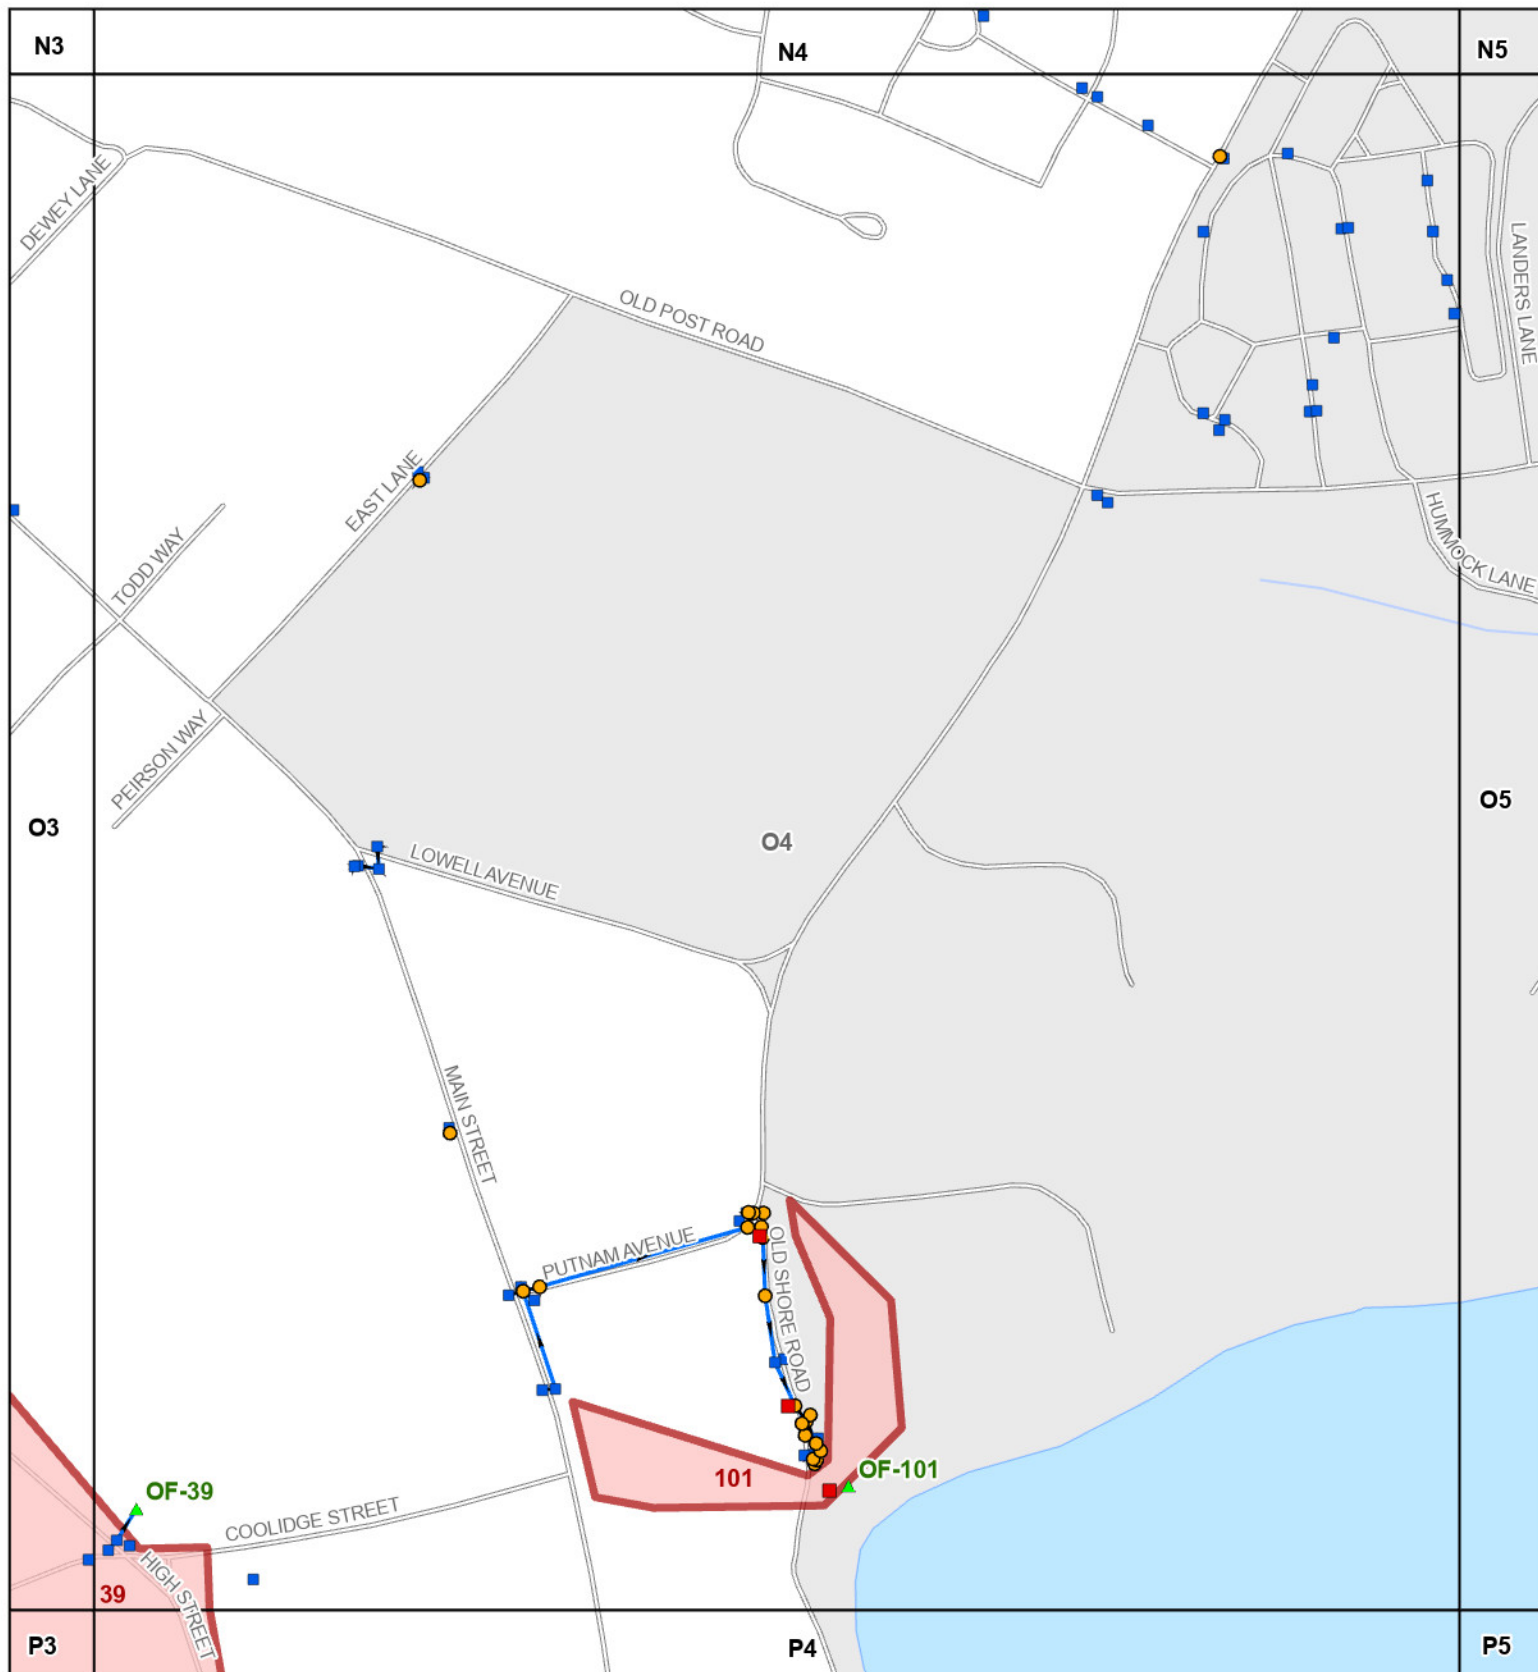 N3
N4
N5
DEWEY LANE
OLD POST ROAD
LANDERS LANE
EAST LANE
TODD WAY
HUMMOCK LANE
PEIRSON WAY
O3
O4
O5
LOWELL AVENUE
MAIN STREET
PUTNAM AVENUE
OLD SHORE ROAD
101
OF-101
OF-39
COOLIDGE STREET
HIGH STREET
39
P3
P4
P5